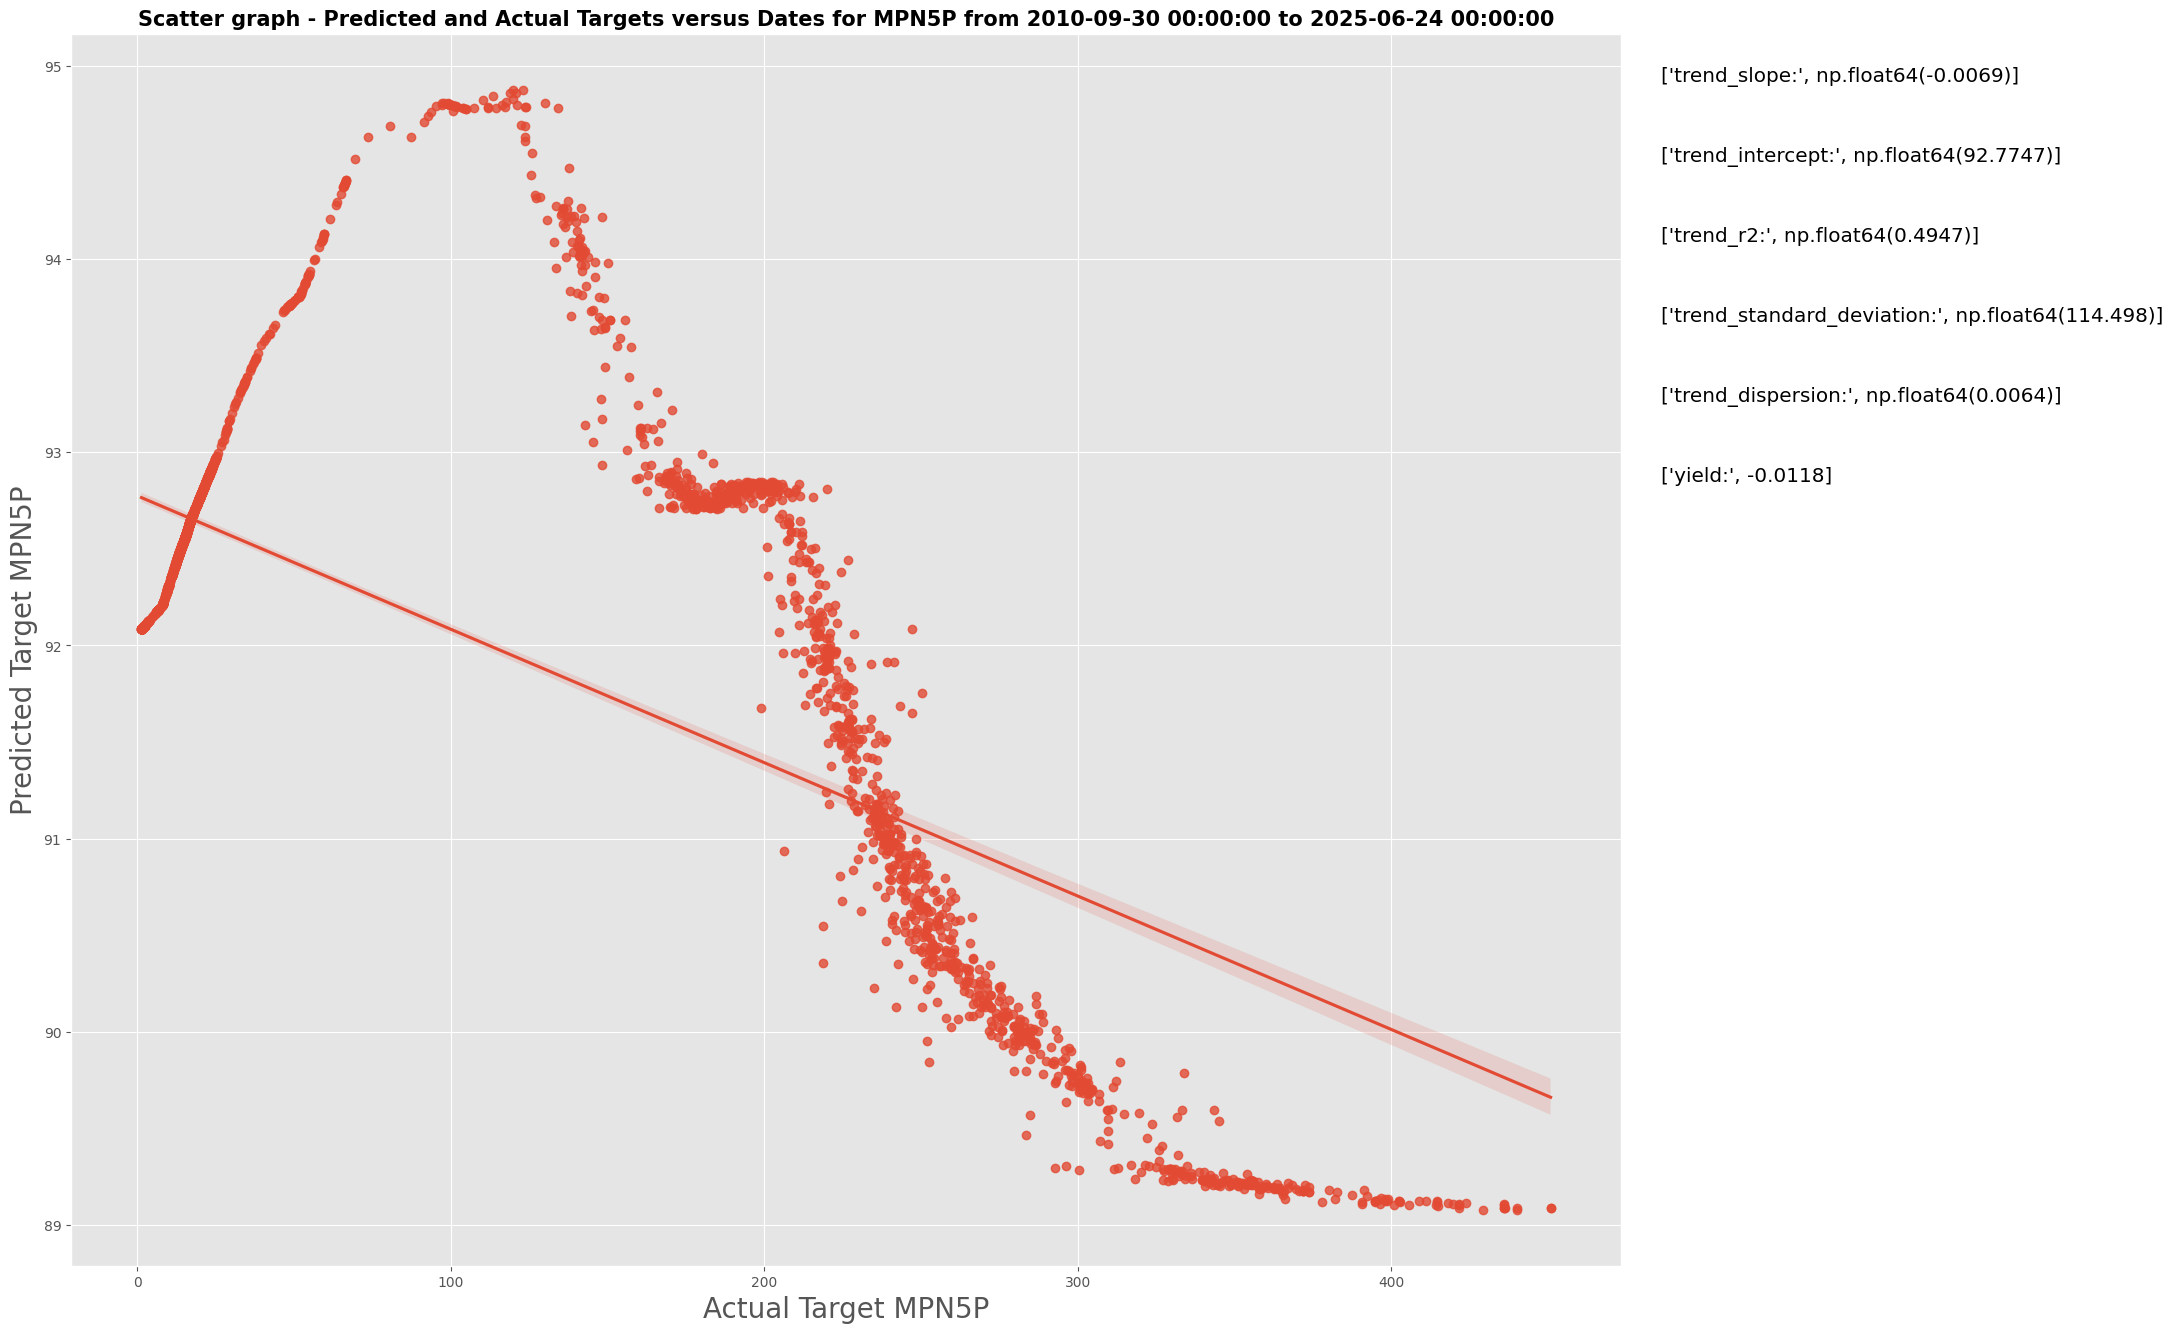 Scatter graph - Predicted and Actual Targets versus Dates for MPN5P from 2010-09-30 00:00:00 to 2025-06-24 00:00:00
['trend_slope:', np.float64(-0.0069)]
['trend_intercept:', np.float64(92.7747)]
['trend_r2:', np.float64(0.4947)]
['trend_standard_deviation:', np.float64(114.498)]
['trend_dispersion:', np.float64(0.0064)]
['yield:', -0.0118]
Predicted Target MPN5P
95
94
93
92
91
90
89
0
100
200
300
400
Actual Target MPN5P